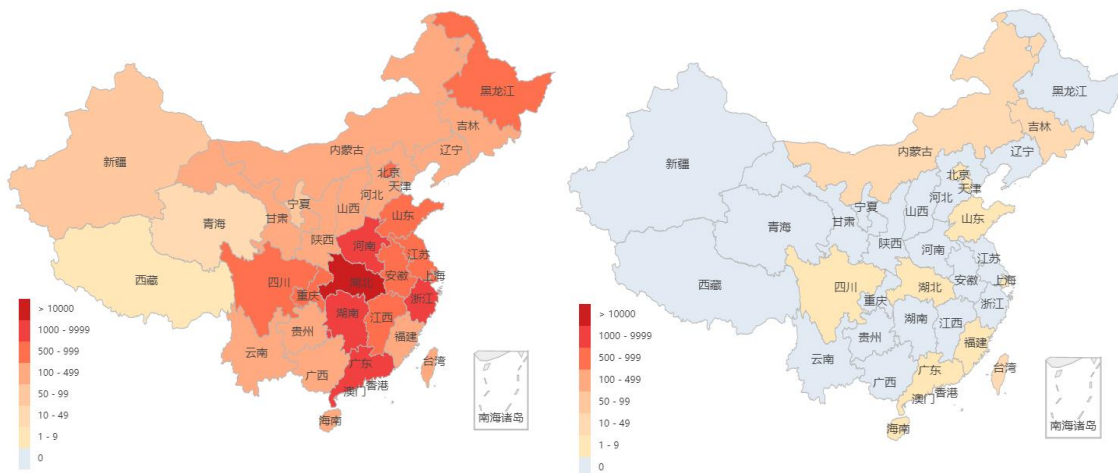 黑龙江
吉林
辽宁
内蒙古
新疆
北京
天津
河北
宁夏
山西
青海
甘肃
山东
陕西
河南
西藏
江苏
安徽
四川
湖北
上海
重庆
浙江
湖南
江西
贵州
福建
云南
台湾
广西
广东
香港
澳门
海南
南海诸岛
> 10000
1000 - 9999
500 - 999
100 - 499
50 - 99
10 - 49
1 - 9
0
黑龙江
吉林
辽宁
内蒙古
新疆
北京
天津
河北
宁夏
山西
青海
甘肃
山东
陕西
河南
西藏
江苏
安徽
四川
湖北
上海
重庆
浙江
湖南
江西
贵州
福建
云南
台湾
广西
广东
香港
澳门
海南
南海诸岛
> 10000
1000 - 9999
500 - 999
100 - 499
50 - 99
10 - 49
1 - 9
0